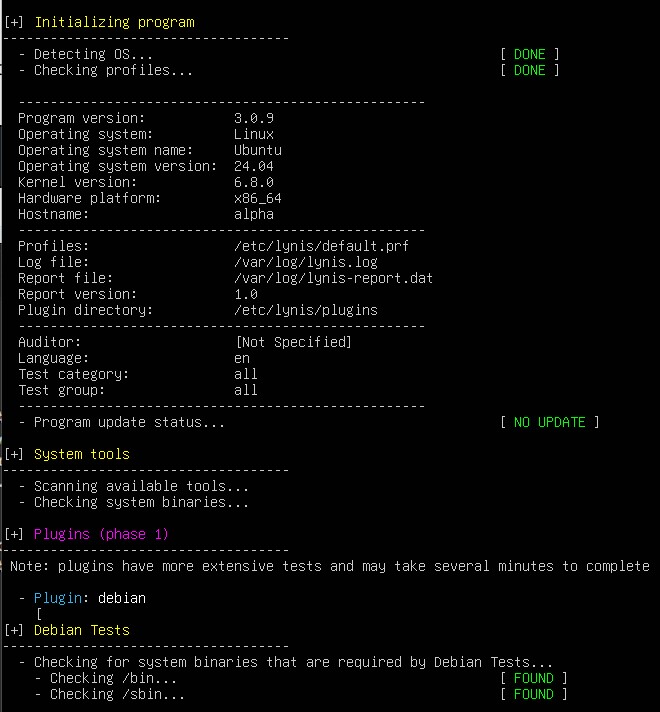 [+] Initializing program
------------------------------------
  - Detecting OS...                                           [ DONE ]
  - Checking profiles...                                      [ DONE ]
  ---------------------------------------------------
  Program version:           3.0.9
  Operating system:          Linux
  Operating system name:     Ubuntu
  Operating system version:  24.04
  Kernel version:            6.8.0
  Hardware platform:         x86_64
  Hostname:                  alpha
  ---------------------------------------------------
  Profiles:                  /etc/lynis/default.prf
  Log file:                  /var/log/lynis.log
  Report file:               /var/log/lynis-report.dat
  Report version:            1.0
  Plugin directory:          /etc/lynis/plugins
  ---------------------------------------------------
  Auditor:                   [Not Specified]
  Language:                  en
  Test category:             all
  Test group:                all
  ---------------------------------------------------
  - Program update status...                                  [ NO UPDATE ]
[+] System tools
------------------------------------
  - Scanning available tools...
  - Checking system binaries...
[+] Plugins (phase 1)
------------------------------------
 Note: plugins have more extensive tests and may take several minutes to complete
  - Plugin: debian
    [
[+] Debian Tests
------------------------------------
  - Checking for system binaries that are required by Debian Tests...
    - Checking /bin...                                        [ FOUND ]
    - Checking /sbin...                                       [ FOUND ]